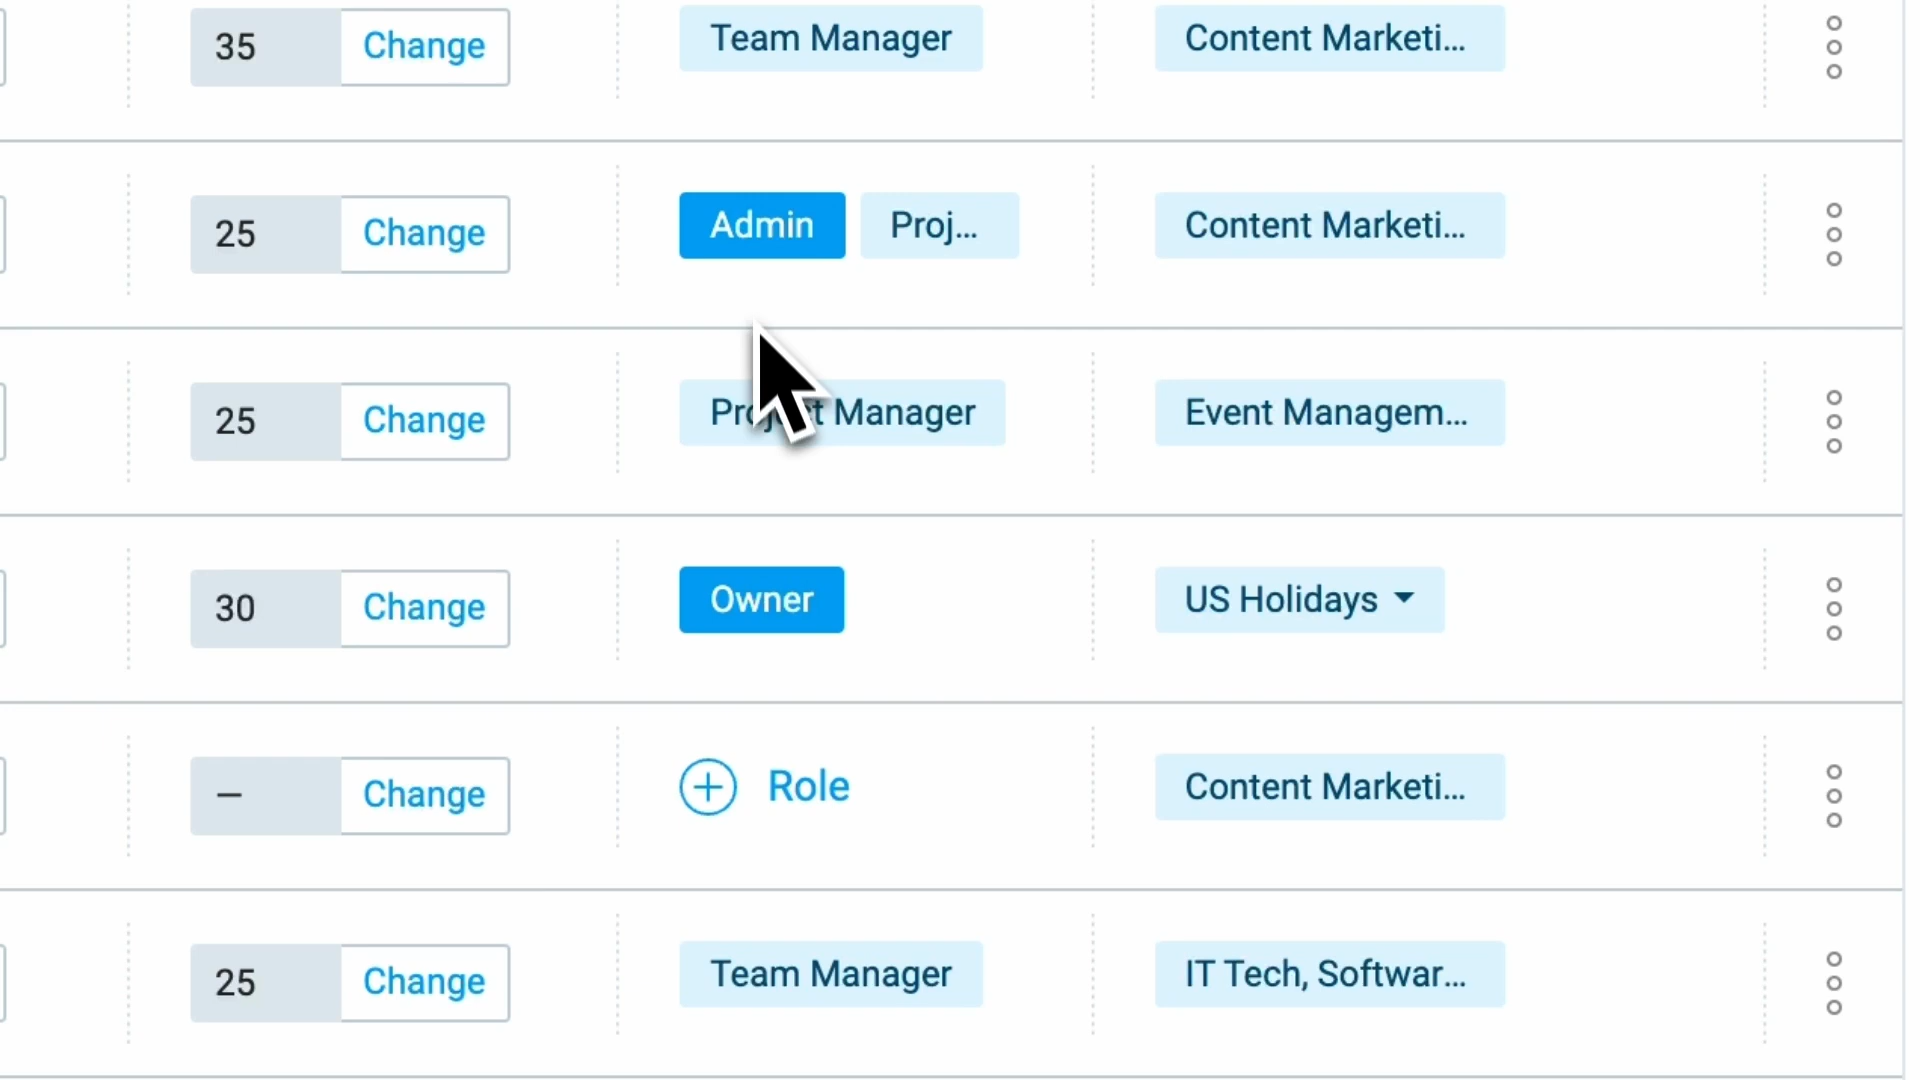 35 Change Team Manager Content Marketi...
25 Change Admin Proj... Content Marketi...
25 Change Project Manager Event Managem...
30 Change Owner US Holidays
– Change Role Content Marketi...
25 Change Team Manager IT Tech, Softwar...